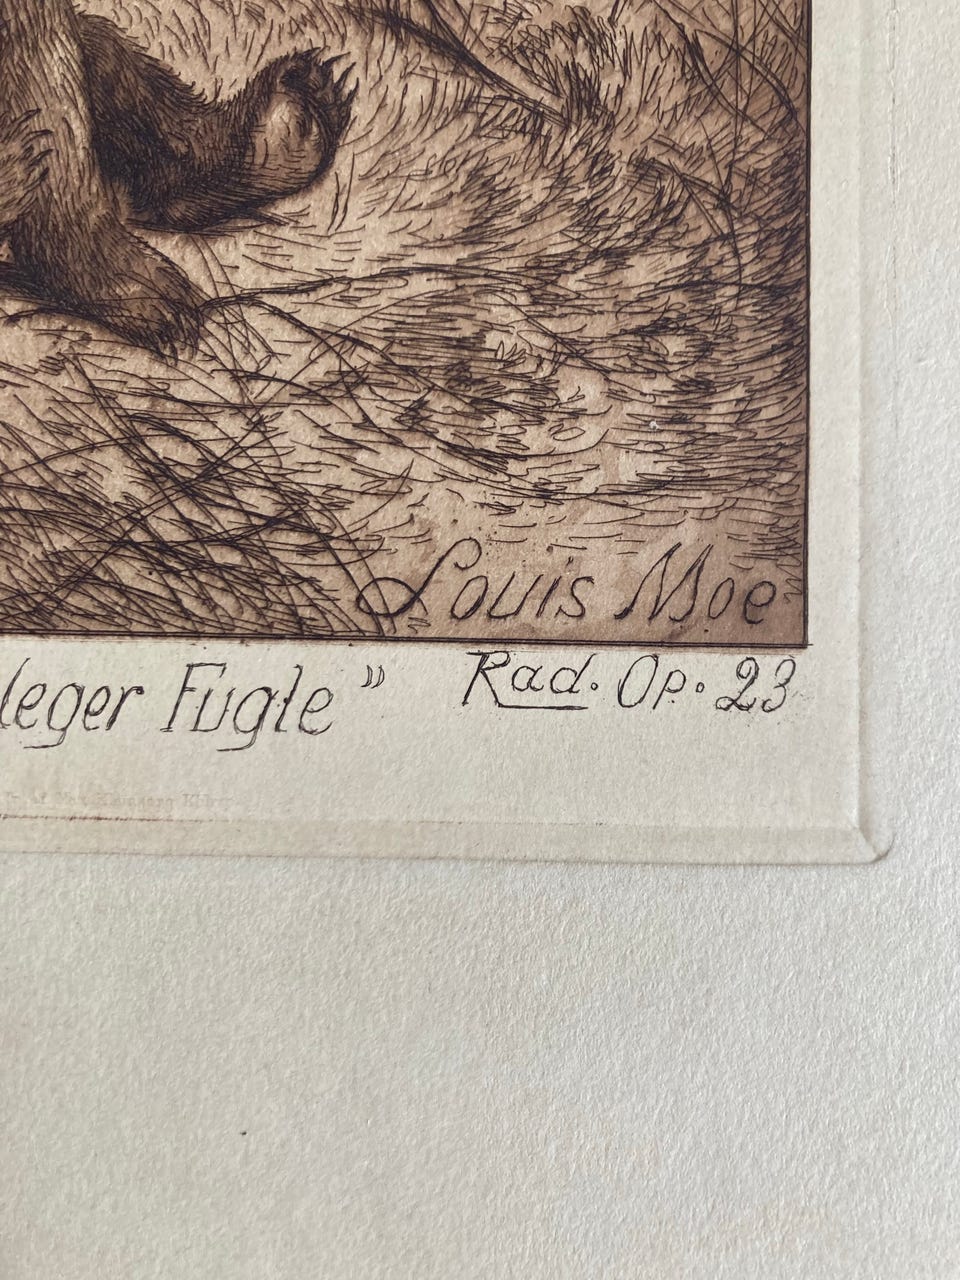 Louis Moe
leger Fugle" Rad. Op. 23